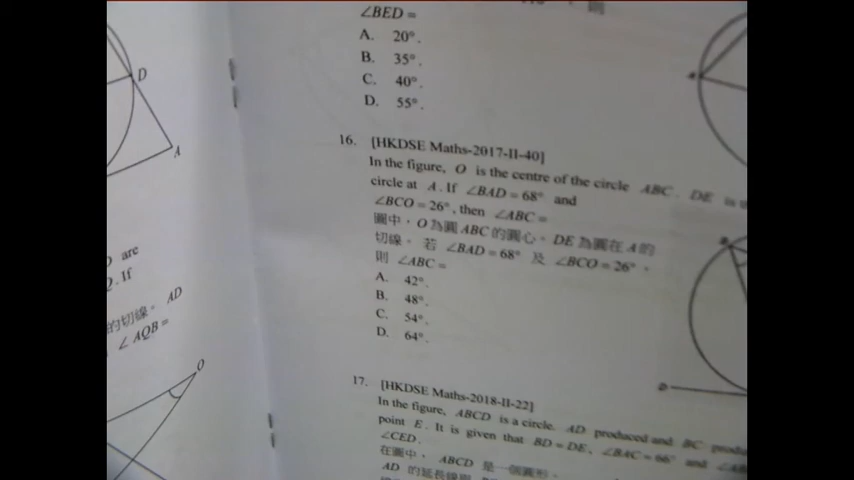 ∠BED =
A. 20°.
B. 35°.
C. 40°.
D. 55°.
16. [HKDSE Maths-2017-II-40]
In the figure, O is the centre of the circle ABC. DE is
circle at A. If ∠BAD = 68° and
∠BCO = 26°, then ∠ABC =
圖中,O 為圓 ABC 的圓心。DE 為圓在 A 的
切線。若 ∠BAD = 68° 及 ∠BCO = 26°,
則 ∠ABC =
A. 42°.
B. 48°.
C. 54°.
D. 64°.
17. [HKDSE Maths-2018-II-22]
In the figure, ABCD is a circle. AD produced and BC
point E. It is given that BD = DE, ∠BAC = 66° and
∠CED.
在圖中,ABCD 是一個圓形。
AD 的延長線與
D
A
are
Q. If
的切線。AD
∠AQB =
O